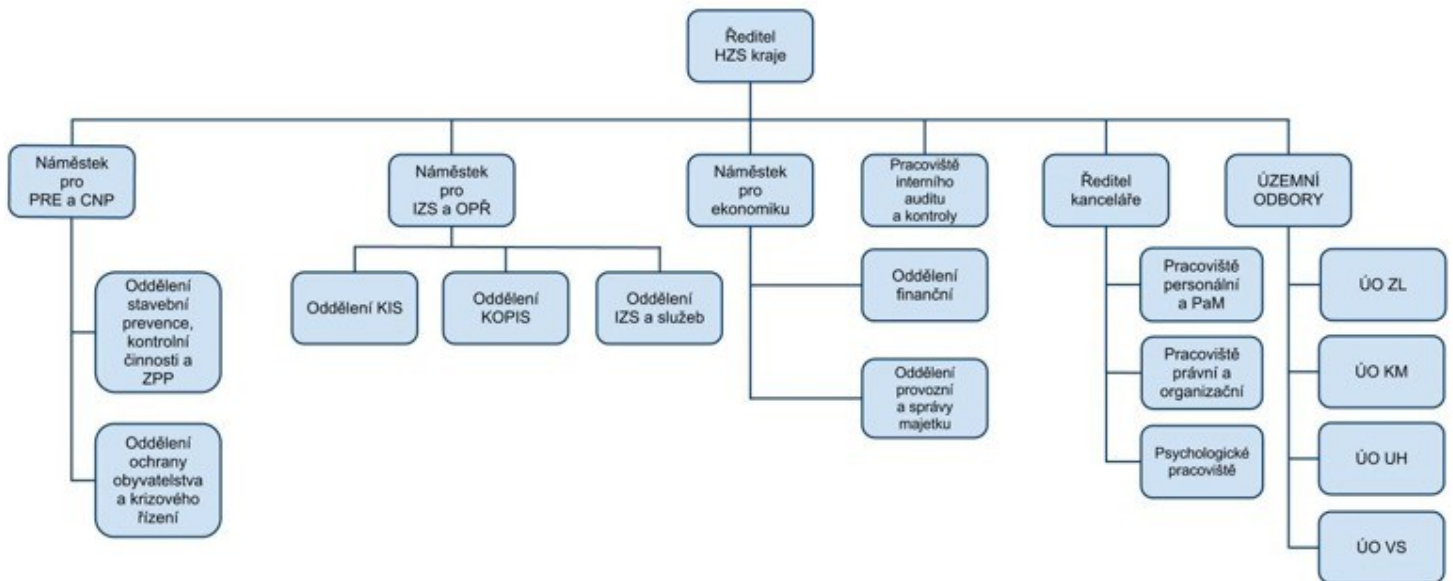 Ředitel
HZS kraje
Náměstek
pro
PRE a CNP
Náměstek
pro
IZS a OPŘ
Náměstek
pro
ekonomiku
Pracoviště
interního
auditu
a kontroly
Ředitel
kanceláře
ÚZEMNÍ
ODBORY
Oddělení
stavební
prevence,
kontrolní
činnosti a
ZPP
Oddělení
ochrany
obyvatelstva
a krizového
řízení
Oddělení KIS
Oddělení
KOPIS
Oddělení
IZS a služeb
Oddělení
finanční
Oddělení
provozní
a správy
majetku
Pracoviště
personální
a PaM
Pracoviště
právní a
organizační
Psychologické
pracoviště
ÚO ZL
ÚO KM
ÚO UH
ÚO VS